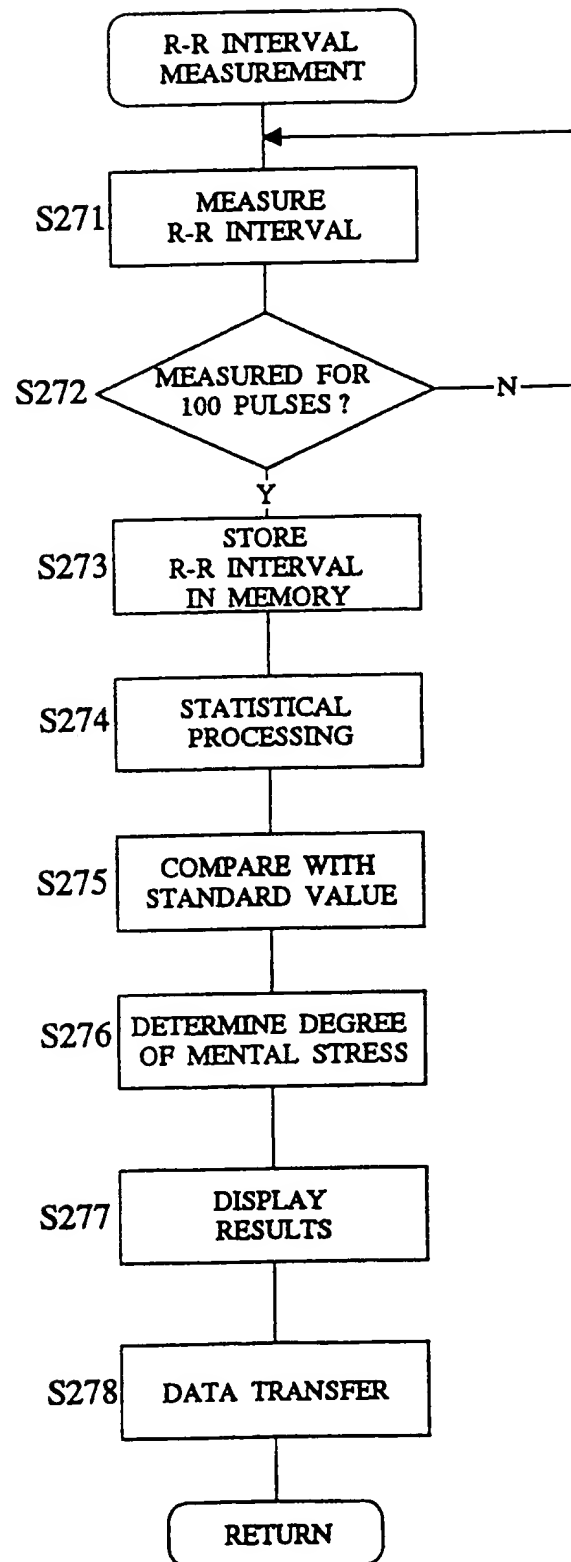 R-R INTERVAL
MEASUREMENT
S271
MEASURE
R-R INTERVAL
S272
MEASURED FOR
100 PULSES ?
N
Y
S273
STORE
R-R INTERVAL
IN MEMORY
S274
STATISTICAL
PROCESSING
S275
COMPARE WITH
STANDARD VALUE
S276
DETERMINE DEGREE
OF MENTAL STRESS
S277
DISPLAY
RESULTS
S278
DATA TRANSFER
RETURN